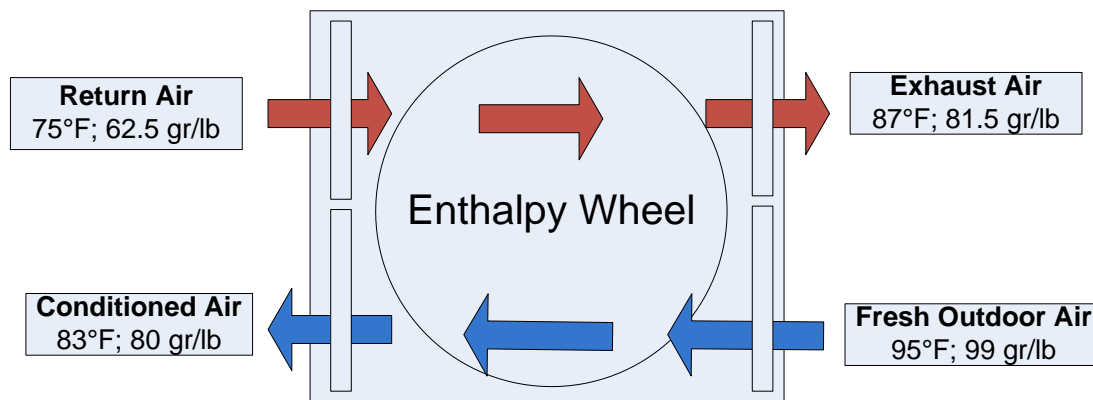 Return Air
75°F; 62.5 gr/lb
Exhaust Air
87°F; 81.5 gr/lb
Enthalpy Wheel
Conditioned Air
83°F; 80 gr/lb
Fresh Outdoor Air
95°F; 99 gr/lb